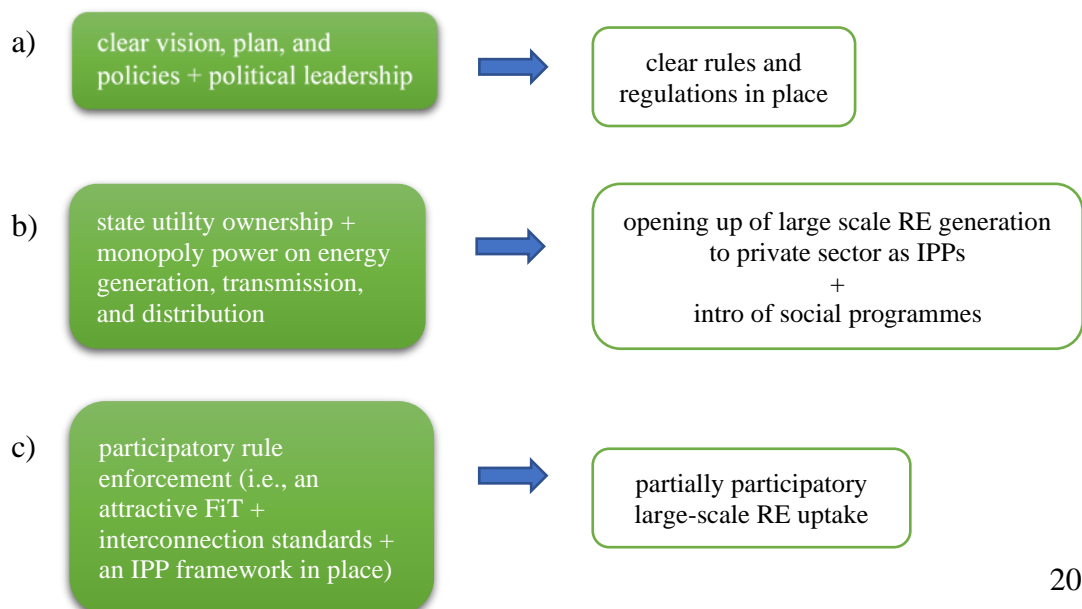 a)
clear vision, plan, and
policies + political leadership
clear rules and
regulations in place
b)
state utility ownership +
monopoly power on energy
generation, transmission,
and distribution
opening up of large scale RE generation
to private sector as IPPs
+
intro of social programmes
c)
participatory rule
enforcement (i.e., an
attractive FiT +
interconnection standards +
an IPP framework in place)
partially participatory
large-scale RE uptake
20